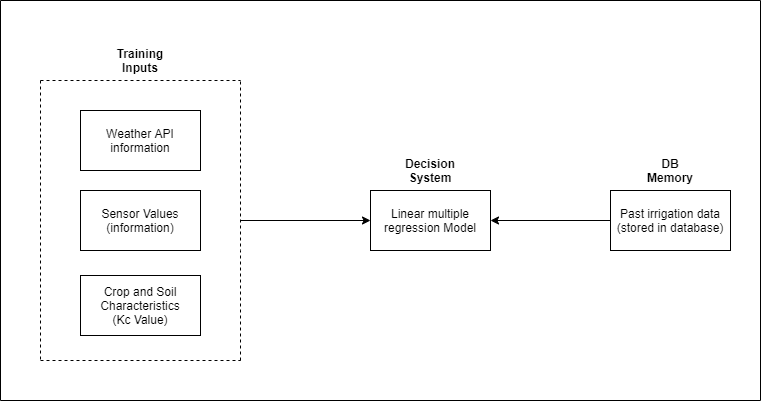 Training
Inputs
Weather API
information
Sensor Values
(information)
Crop and Soil
Characteristics
(Kc Value)
Decision
System
Linear multiple
regression Model
DB
Memory
Past irrigation data
(stored in database)